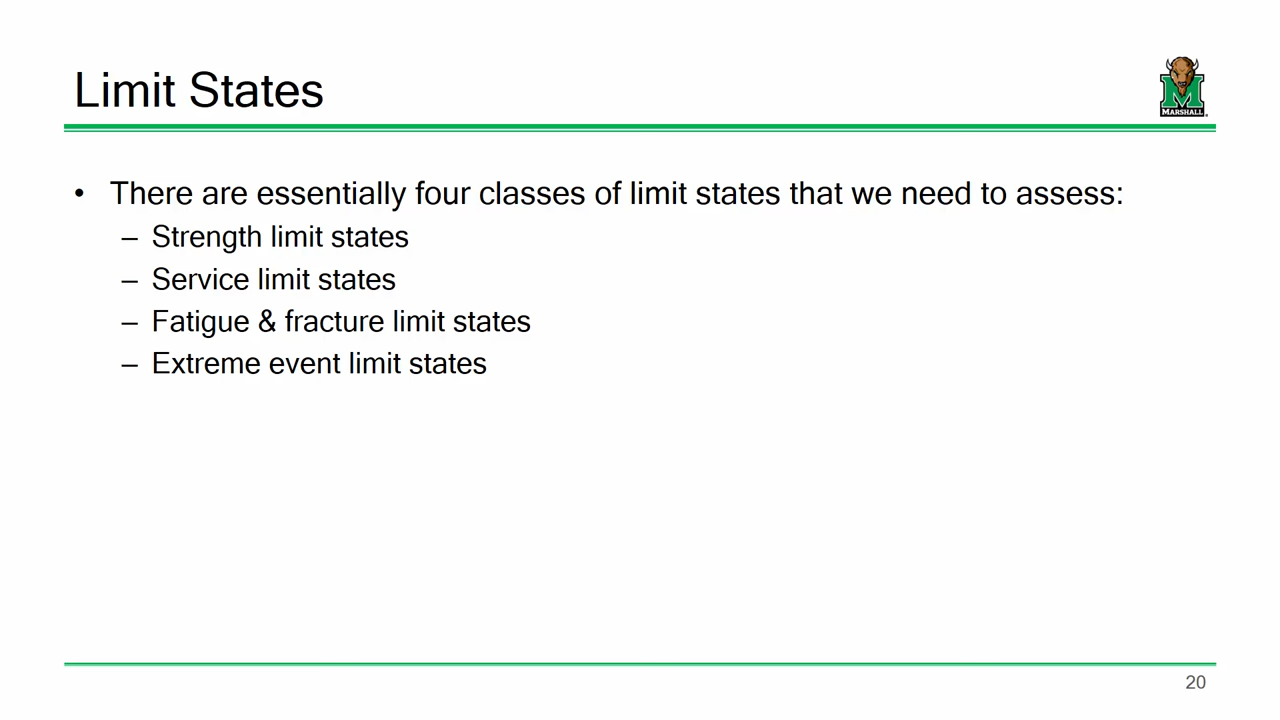 Limit States
MARSHALL
• There are essentially four classes of limit states that we need to assess:
– Strength limit states
– Service limit states
– Fatigue & fracture limit states
– Extreme event limit states
20